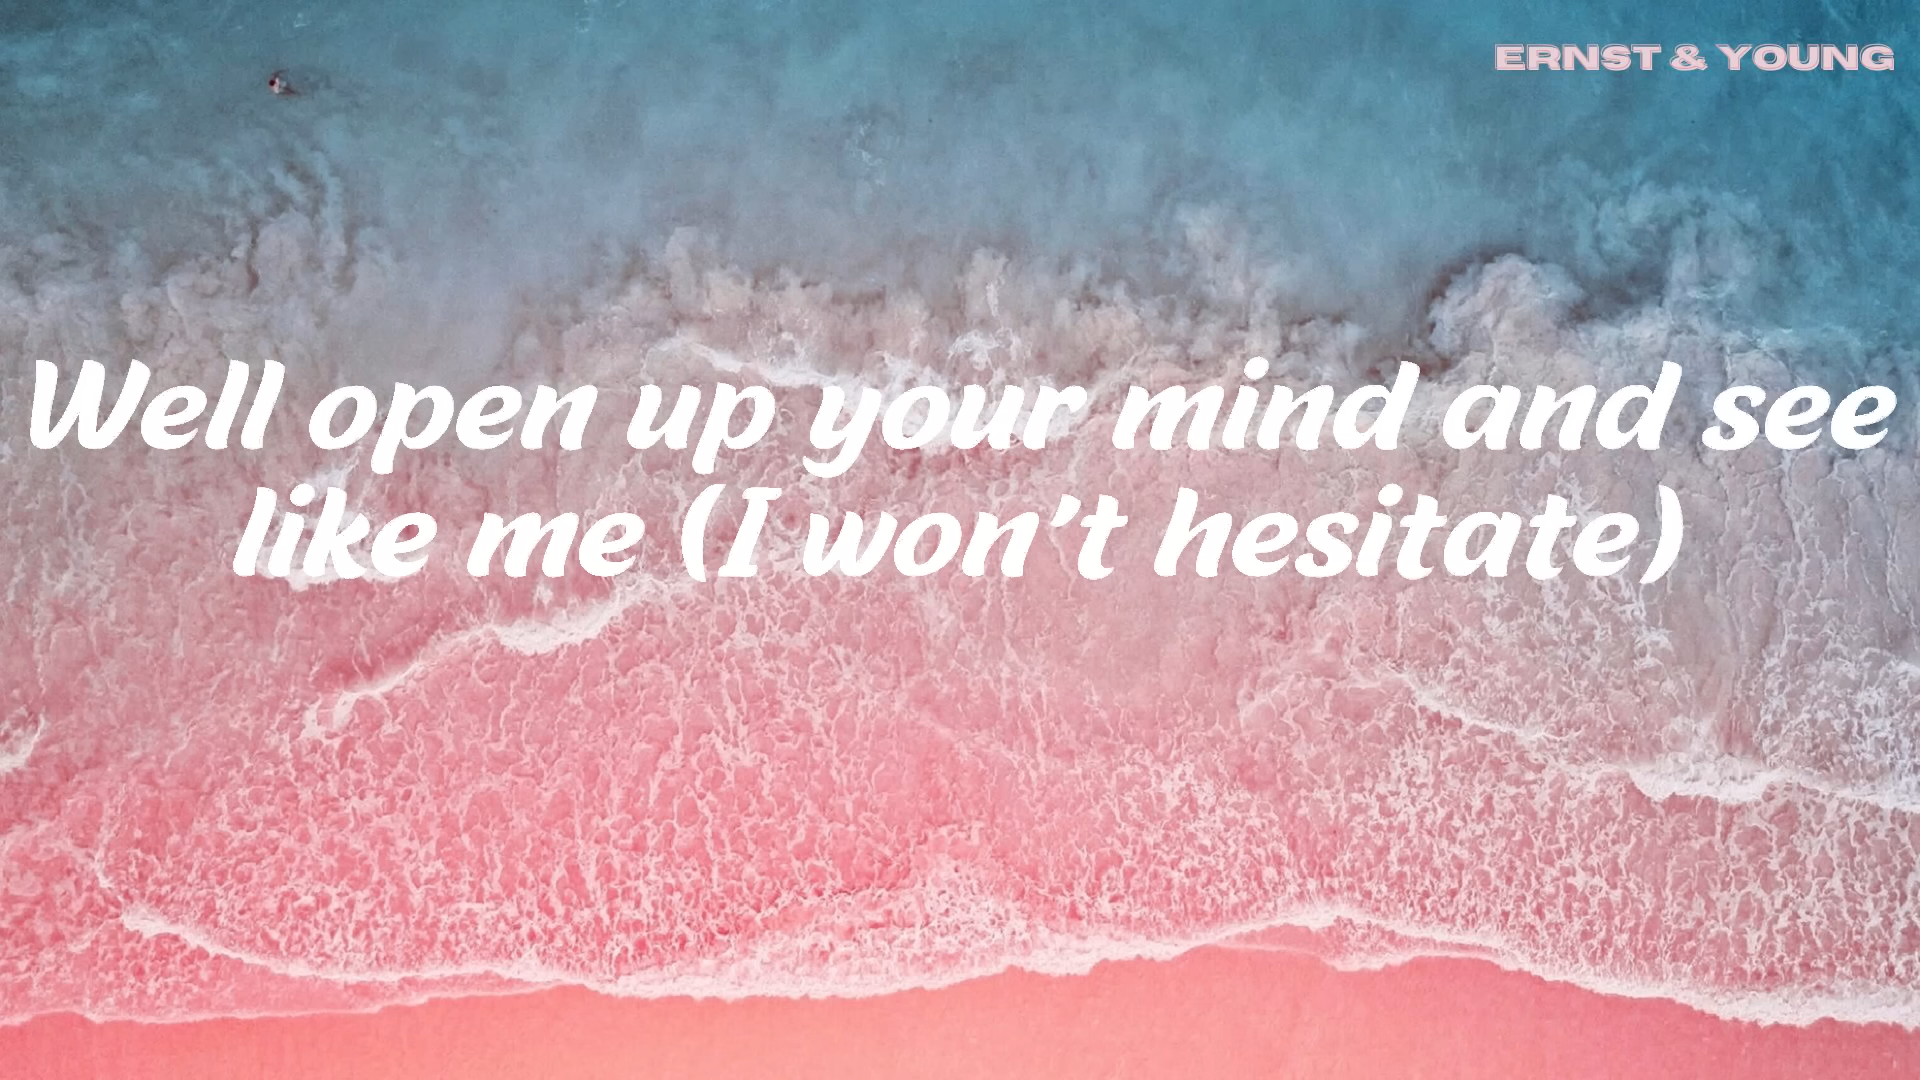 ERNST & YOUNG
Well open up your mind and see
like me (I won't hesitate)